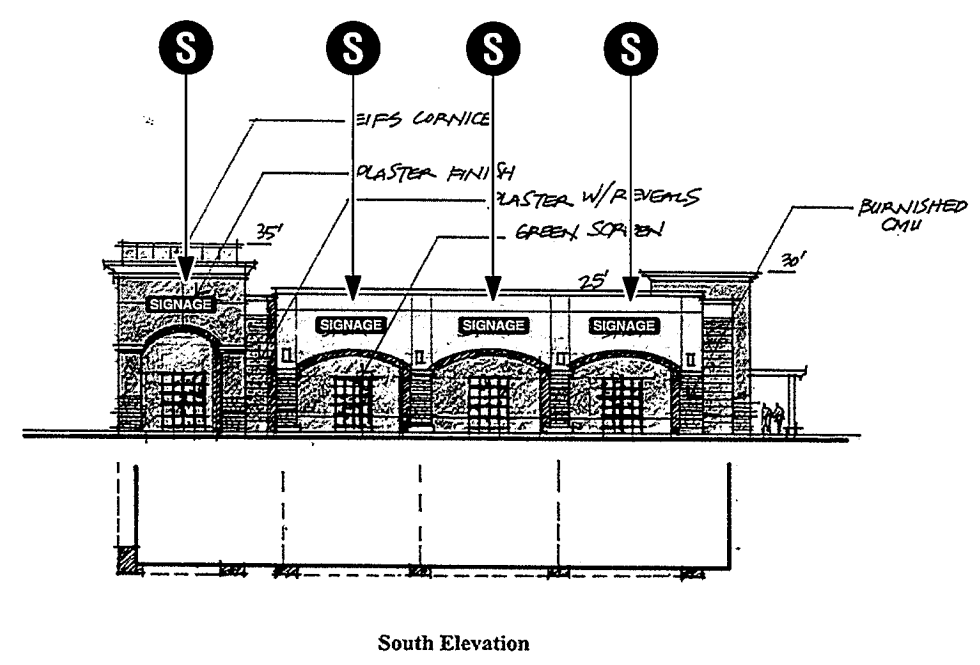 S S S S
EIFS CORNICE
PLASTER FINISH
PLASTER W/ REVEALS
GREEN SCREEN
BURNISHED
CMU
35'
30'
25'
SIGNAGE
SIGNAGE SIGNAGE SIGNAGE
South Elevation